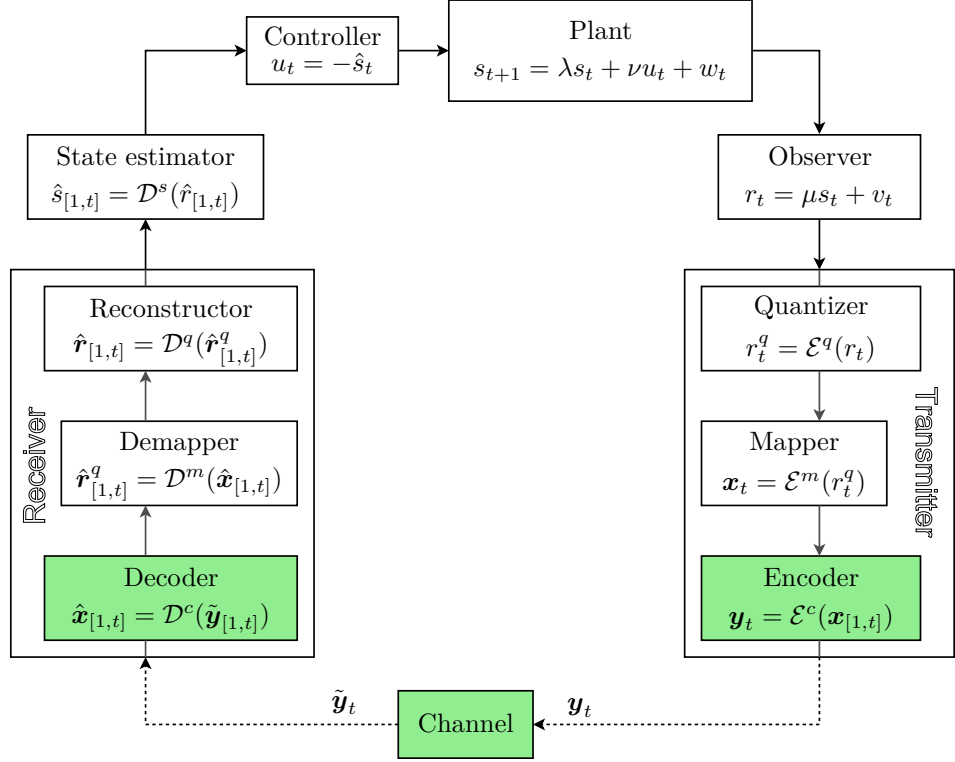 Controller
u_t = −ŝ_t
Plant
s_{t+1} = λs_t + νu_t + w_t
State estimator
ŝ_{[1,t]} = 𝒟^s(r̂_{[1,t]})
Observer
r_t = μs_t + v_t
Receiver
Reconstructor
𝒓̂_{[1,t]} = 𝒟^q(𝒓̂^q_{[1,t]})
Demapper
𝒓̂^q_{[1,t]} = 𝒟^m(𝒙̂_{[1,t]})
Decoder
𝒙̂_{[1,t]} = 𝒟^c(𝒚̃_{[1,t]})
Quantizer
r^q_t = ℰ^q(r_t)
Mapper
𝒙_t = ℰ^m(r^q_t)
Encoder
𝒚_t = ℰ^c(𝒙_{[1,t]})
Transmitter
𝒚̃_t
Channel
𝒚_t